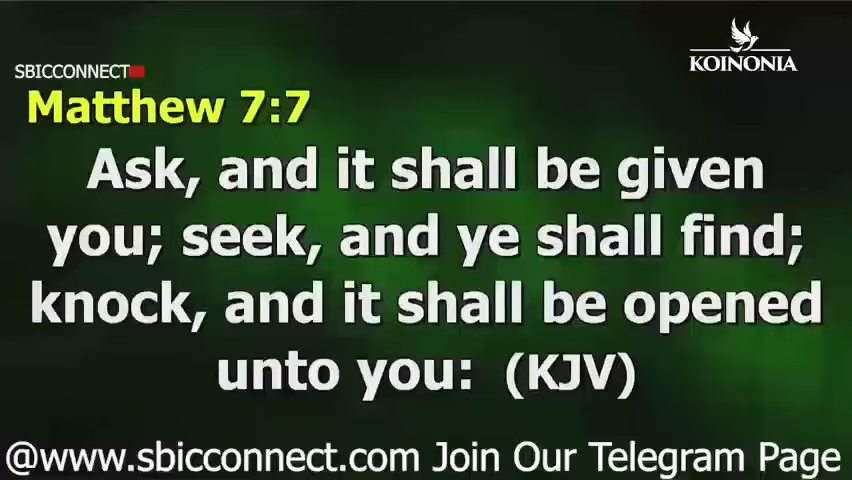 KOINONIA
SBICCONNECT
Matthew 7:7
Ask, and it shall be given
you; seek, and ye shall find;
knock, and it shall be opened
unto you: (KJV)
@www.sbicconnect.com Join Our Telegram Page